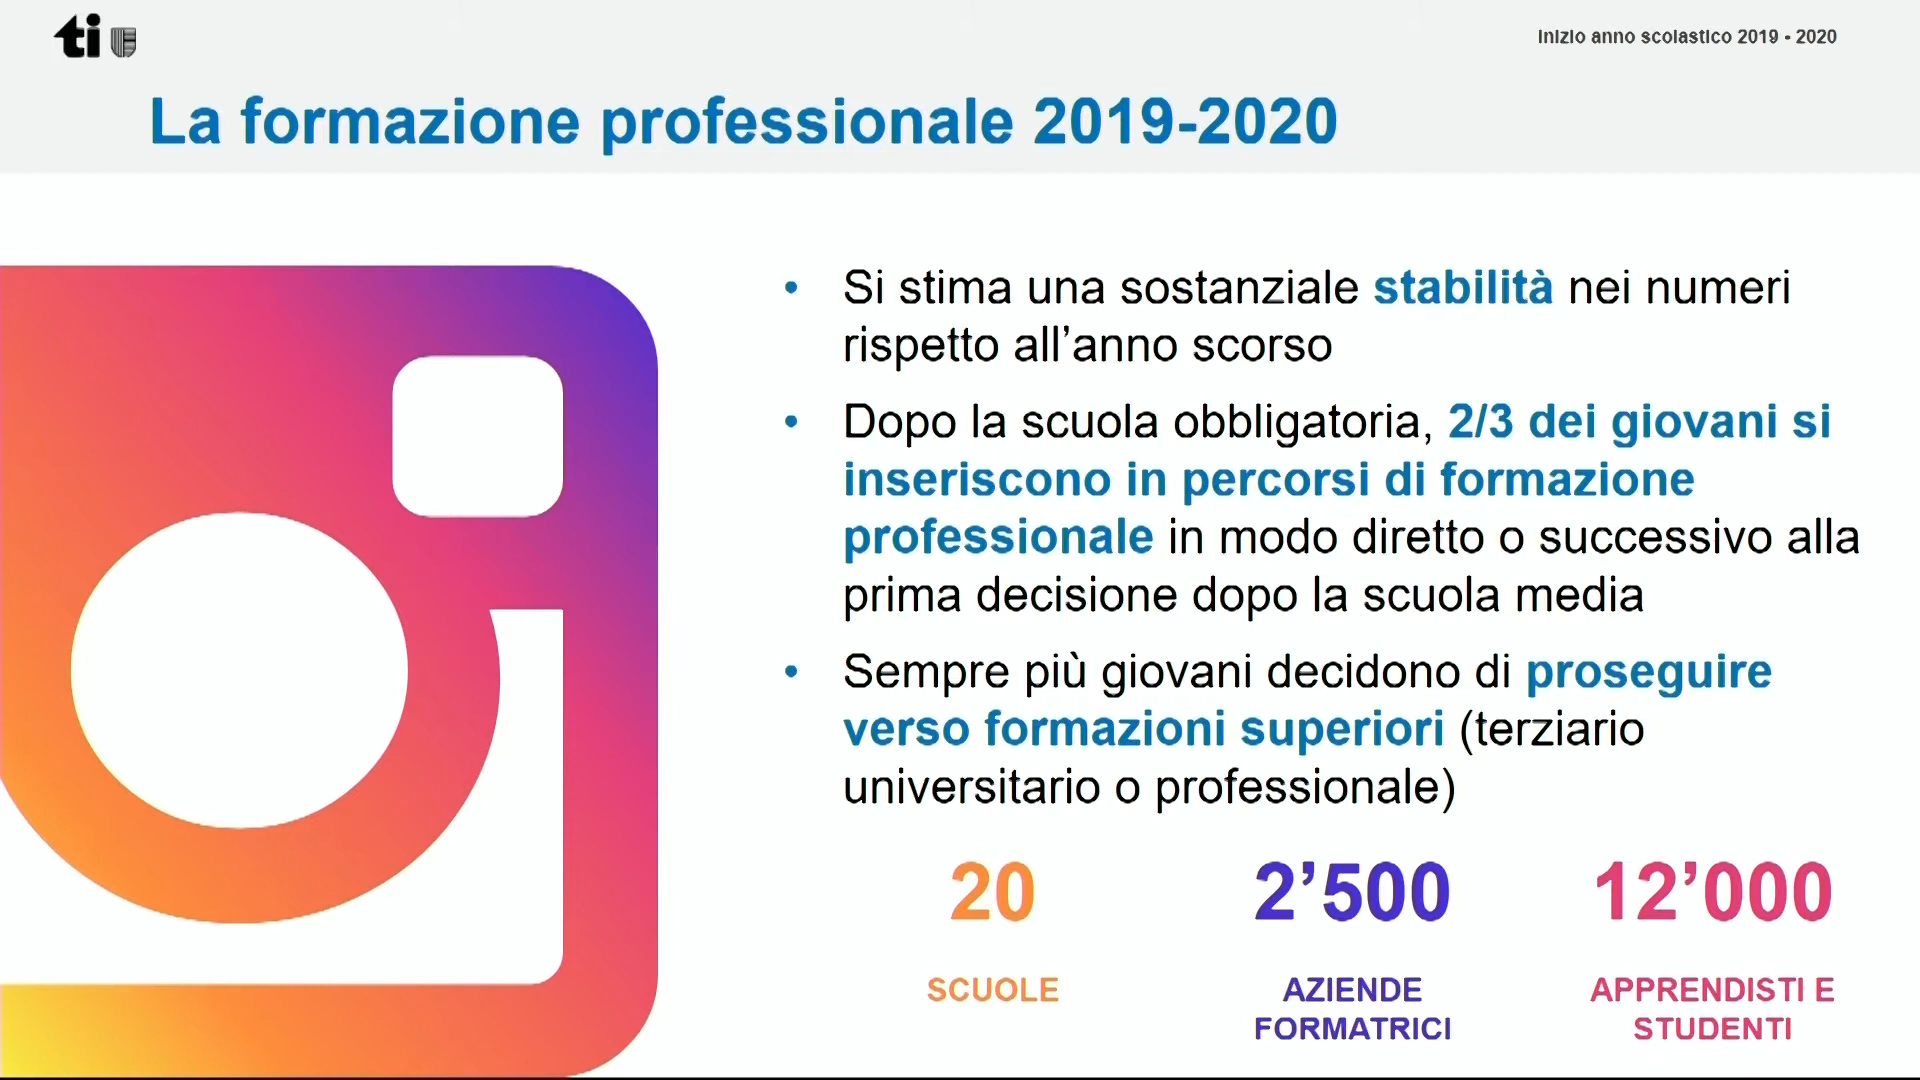 ti
Inizio anno scolastico 2019 - 2020
La formazione professionale 2019-2020
• Si stima una sostanziale stabilità nei numeri
rispetto all’anno scorso
• Dopo la scuola obbligatoria, 2/3 dei giovani si
inseriscono in percorsi di formazione
professionale in modo diretto o successivo alla
prima decisione dopo la scuola media
• Sempre più giovani decidono di proseguire
verso formazioni superiori (terziario
universitario o professionale)
20
SCUOLE
2’500
AZIENDE
FORMATRICI
12’000
APPRENDISTI E
STUDENTI